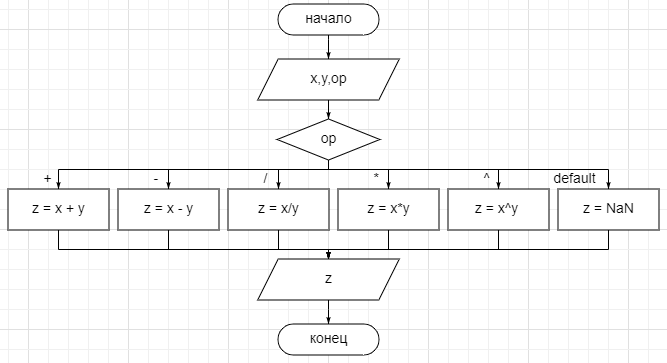 начало
x,y,op
op
+
-
/
*
^
default
z = x + y
z = x - y
z = x/y
z = x*y
z = x^y
z = NaN
z
конец